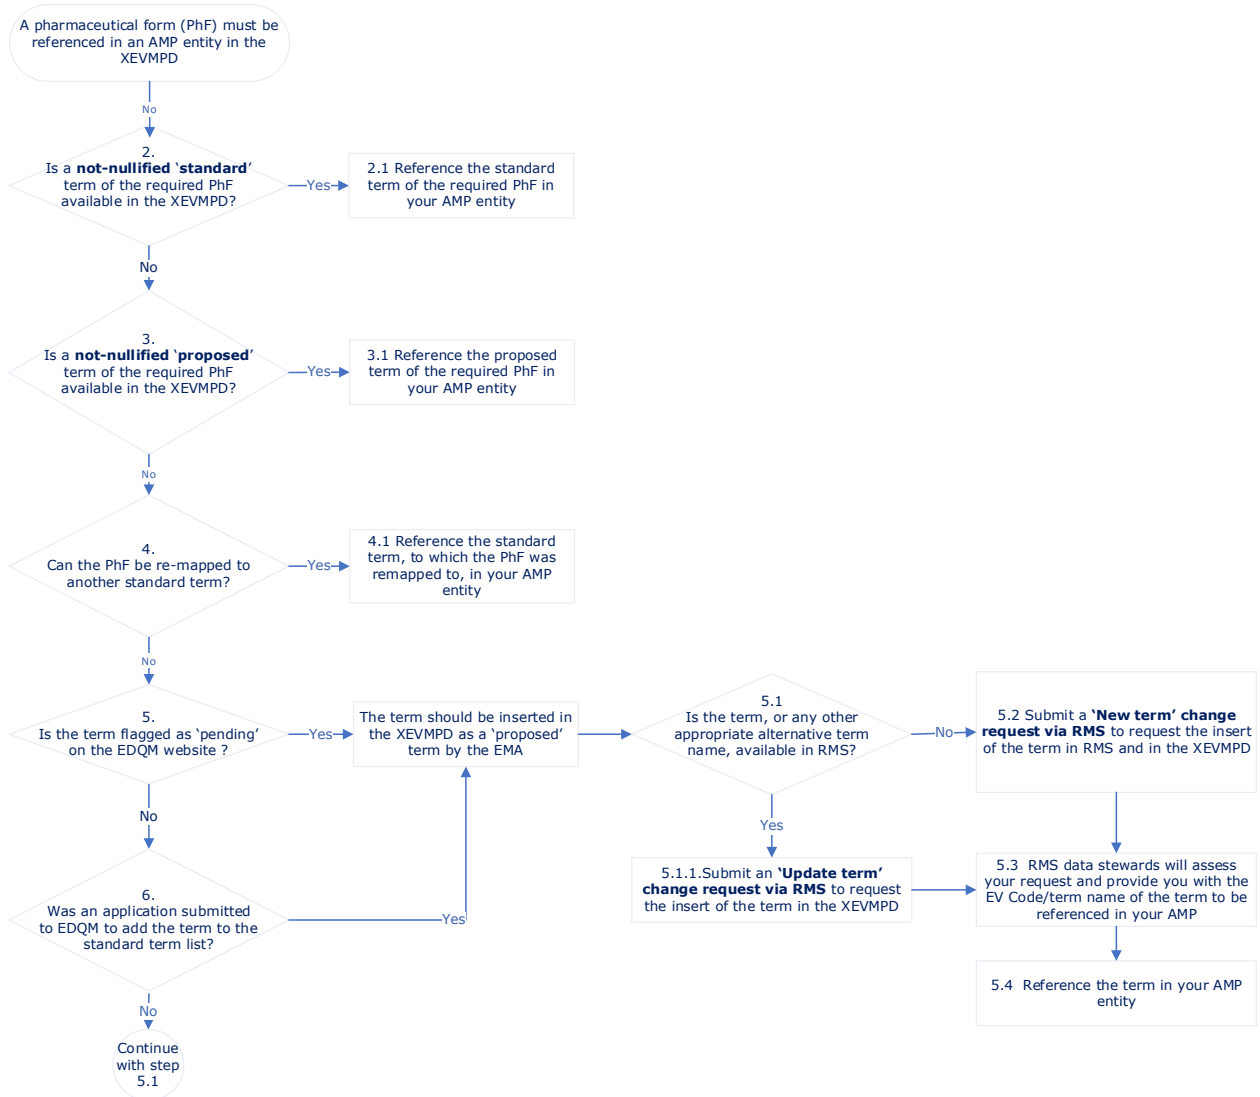 A pharmaceutical form (PhF) must be
referenced in an AMP entity in the
XEVMPD
No
2.
Is a not-nullified ‘standard’
term of the required PhF
available in the XEVMPD?
Yes
2.1 Reference the standard
term of the required PhF in
your AMP entity
No
3.
Is a not-nullified ‘proposed’
term of the required PhF
available in the XEVMPD?
Yes
3.1 Reference the proposed
term of the required PhF in
your AMP entity
No
4.
Can the PhF be re-mapped to
another standard term?
Yes
4.1 Reference the standard
term, to which the PhF was
remapped to, in your AMP
entity
No
5.
Is the term flagged as ‘pending’
on the EDQM website ?
Yes
The term should be inserted in
the XEVMPD as a ‘proposed’
term by the EMA
5.1
Is the term, or any other
appropriate alternative term
name, available in RMS?
No
5.2 Submit a ‘New term’ change
request via RMS to request the insert
of the term in RMS and in the XEVMPD
Yes
5.1.1.Submit an ‘Update term’
change request via RMS to request
the insert of the term in the XEVMPD
5.3  RMS data stewards will assess
your request and provide you with the
EV Code/term name of the term to be
referenced in your AMP
5.4  Reference the term in your AMP
entity
No
6.
Was an application submitted
to EDQM to add the term to the
standard term list?
Yes
No
Continue
with step
5.1